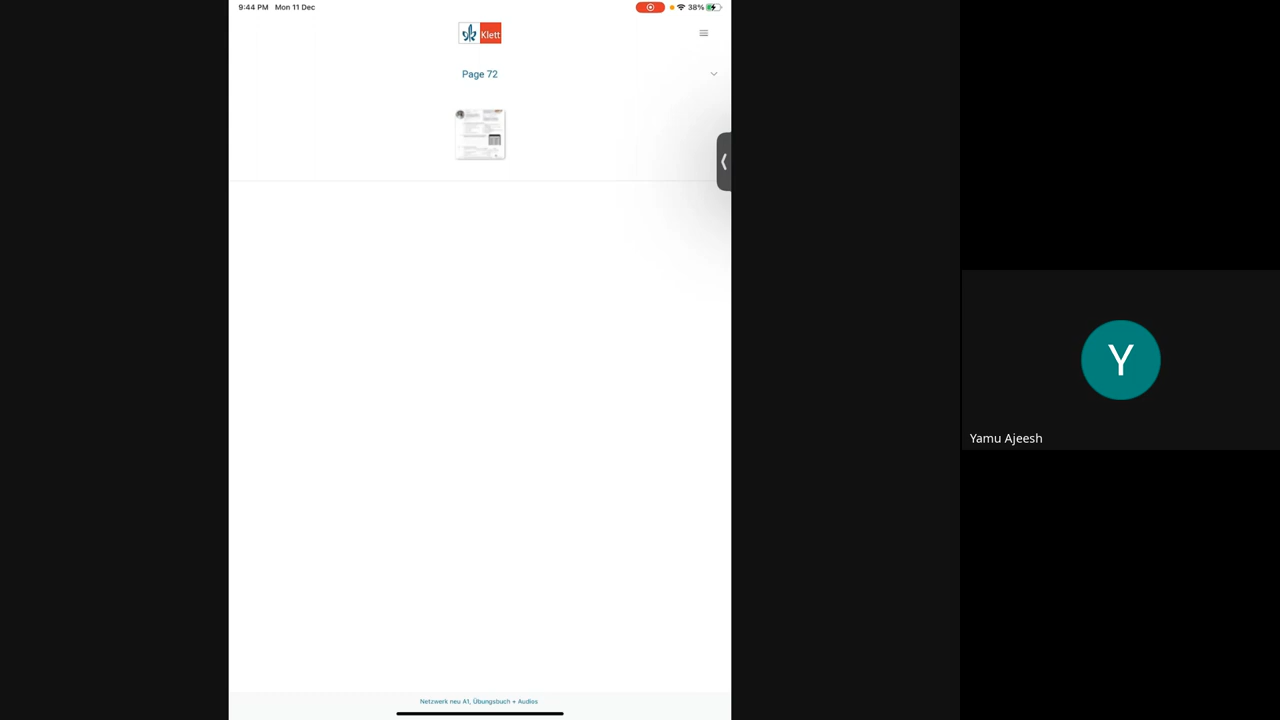 9:44 PM Mon 11 Dec
38%
Klett
Page 72
Y
Yamu Ajeesh
Netzwerk neu A1, Übungsbuch + Audios